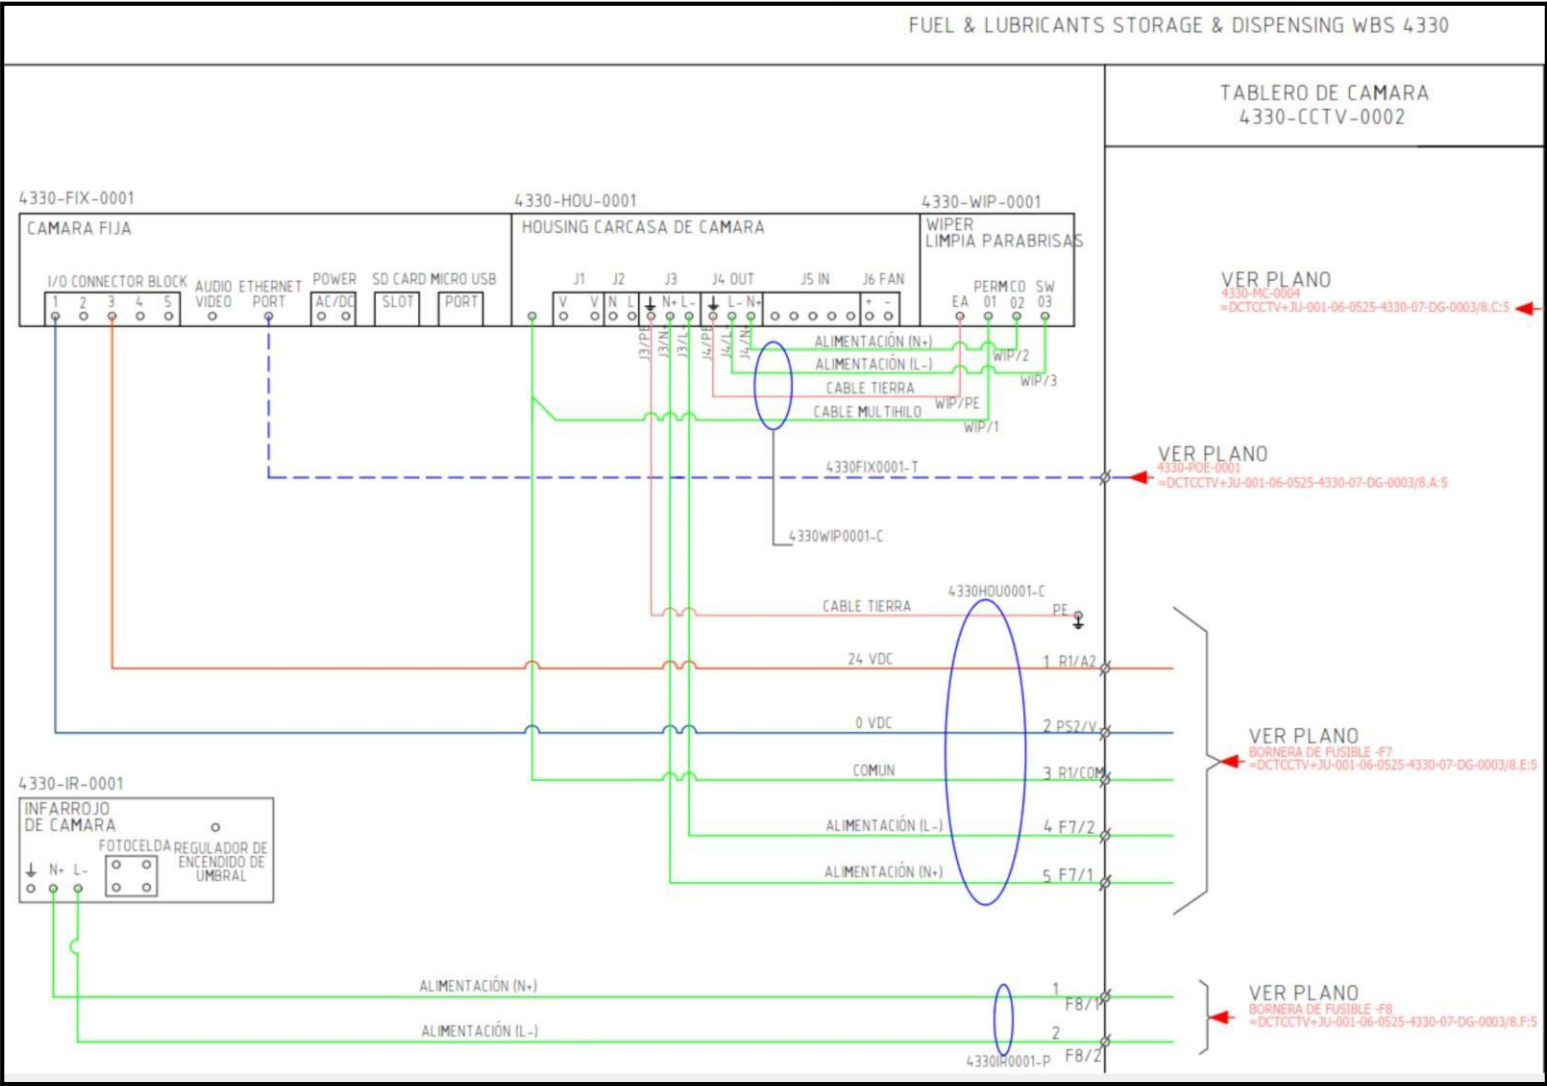 FUEL & LUBRICANTS STORAGE & DISPENSING WBS 4330
TABLERO DE CAMARA
4330-CCTV-0002
4330-FIX-0001
4330-HOU-0001
4330-WIP-0001
CAMARA FIJA
HOUSING CARCASA DE CAMARA
WIPER
LIMPIA PARABRISAS
I/O CONNECTOR BLOCK
1 2 3 4 5
AUDIO
VIDEO
ETHERNET
PORT
POWER
AC/DC
SD CARD
SLOT
MICRO USB
PORT
J1
V V
J2
N L
J3
N+ L-
J4 OUT
L- N+
J5 IN
J6 FAN
+ -
PERM CO SW
EA 01 02 03
J3/PE
J3/N+
J3/L-
J4/PE
J4/L-
J4/N+
ALIMENTACIÓN (N+)
WIP/2
ALIMENTACIÓN (L-)
WIP/3
CABLE TIERRA
WIP/PE
CABLE MULTIHILO
WIP/1
VER PLANO
4330-MC-0004
=DCTCCTV+JU-001-06-0525-4330-07-DG-0003/8.C:5
4330FIX0001-T
VER PLANO
4330-POE-0001
=DCTCCTV+JU-001-06-0525-4330-07-DG-0003/8.A:5
4330WIP0001-C
4330HOU0001-C
CABLE TIERRA
PE
24 VDC
1 R1/A2
0 VDC
2 PS2/V-
COMUN
3 R1/COM
ALIMENTACIÓN (L-)
4 F7/2
ALIMENTACIÓN (N+)
5 F7/1
VER PLANO
BORNERA DE FUSIBLE -F7
=DCTCCTV+JU-001-06-0525-4330-07-DG-0003/8.E:5
4330-IR-0001
INFARROJO
DE CAMARA
FOTOCELDA
REGULADOR DE
ENCENDIDO DE
UMBRAL
N+ L-
ALIMENTACIÓN (N+)
1
F8/1
ALIMENTACIÓN (L-)
2
F8/2
4330IR0001-P
VER PLANO
BORNERA DE FUSIBLE -F8
=DCTCCTV+JU-001-06-0525-4330-07-DG-0003/8.F:5